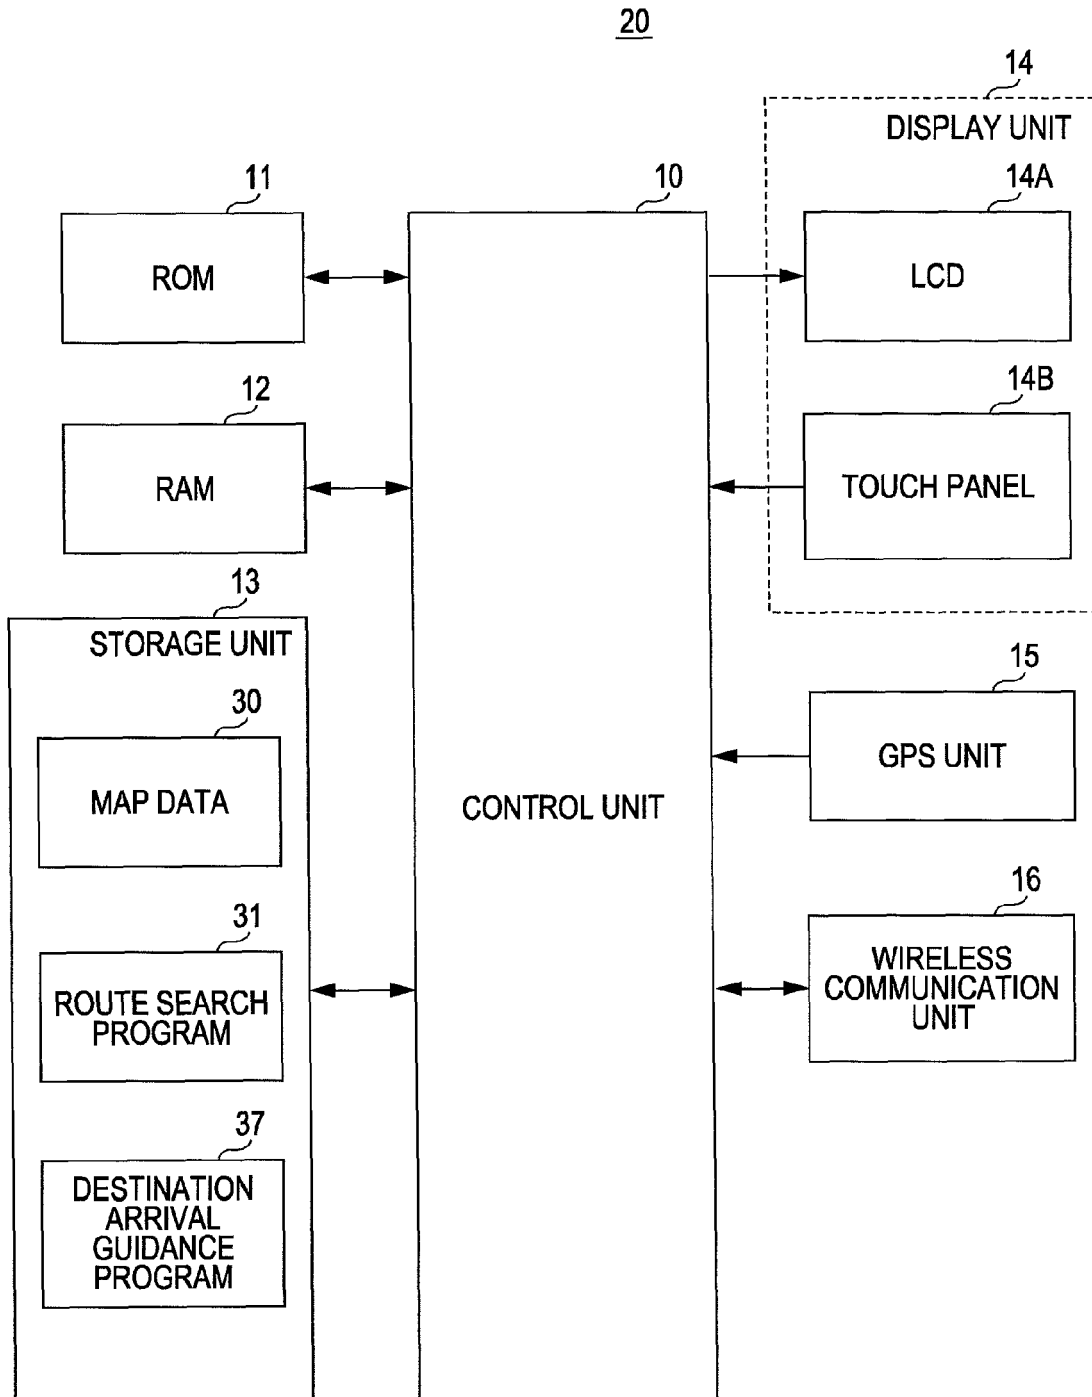 20
14
DISPLAY UNIT
11
10
14A
ROM
LCD
12
14B
RAM
TOUCH PANEL
13
STORAGE UNIT
15
30
GPS UNIT
MAP DATA
CONTROL UNIT
16
31
WIRELESS
COMMUNICATION
UNIT
ROUTE SEARCH
PROGRAM
37
DESTINATION
ARRIVAL
GUIDANCE
PROGRAM